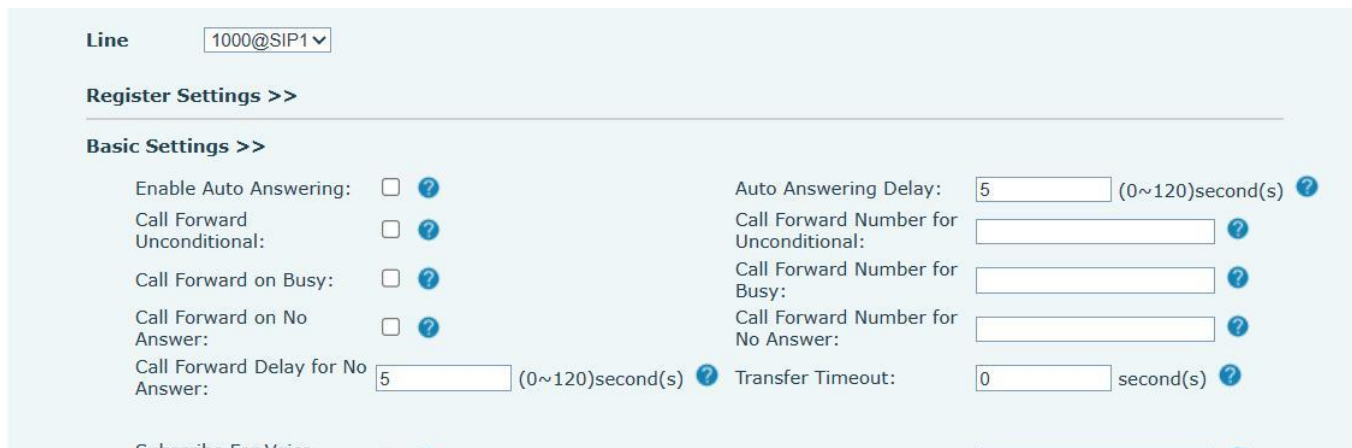 Line 1000@SIP1
Register Settings >>
Basic Settings >>
Enable Auto Answering: ? Auto Answering Delay: 5 (0~120)second(s) ?
Call Forward
Unconditional: ? Call Forward Number for
Unconditional: ?
Call Forward on Busy: ? Call Forward Number for
Busy: ?
Call Forward on No
Answer: ? Call Forward Number for
No Answer: ?
Call Forward Delay for No
Answer: 5 (0~120)second(s) ? Transfer Timeout: 0 second(s) ?